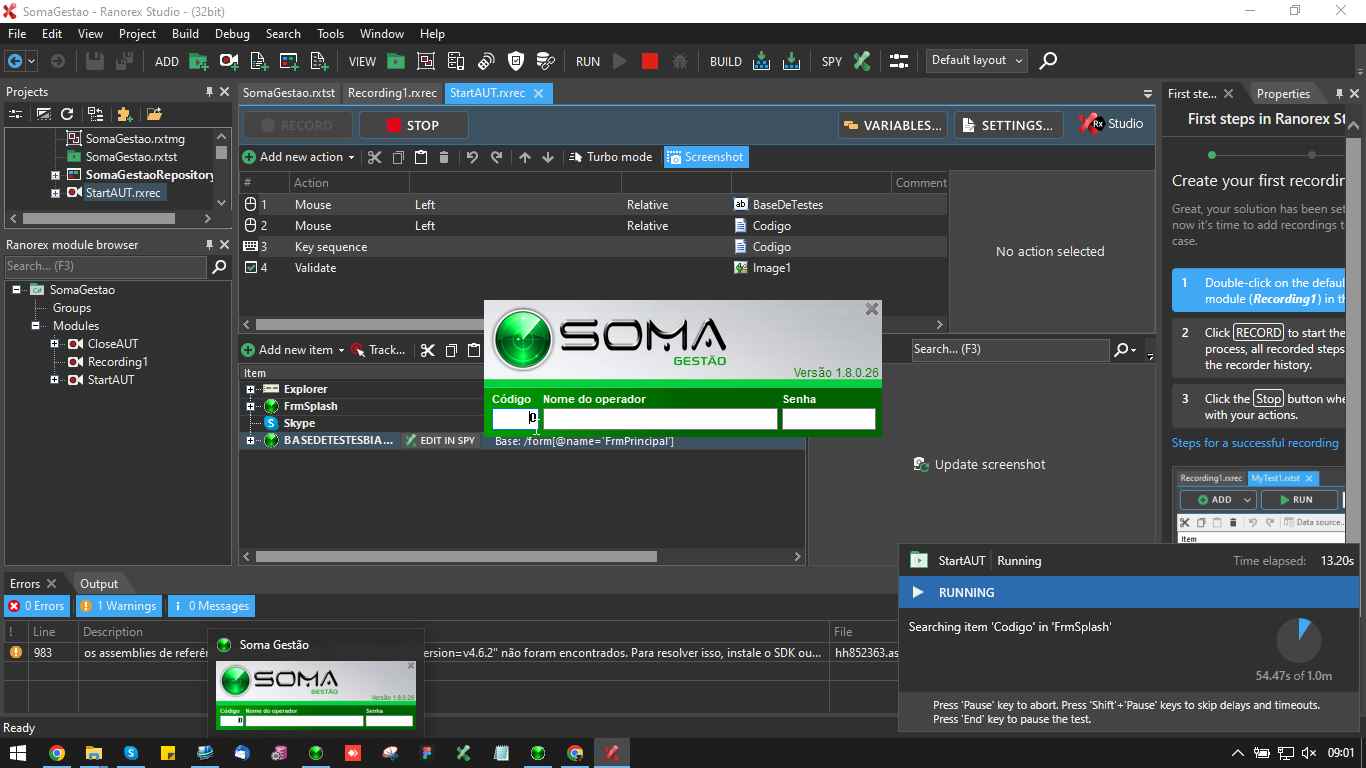 SomaGestao - Ranorex Studio - (32bit)
File Edit View Project Build Debug Search Tools Window Help
ADD VIEW RUN BUILD SPY Default layout
Projects
SomaGestao.rxtmg
SomaGestao.rxtst
SomaGestaoRepository
StartAUT.rxrec
Ranorex module browser
Search... (F3)
SomaGestao
Groups
Modules
CloseAUT
Recording1
StartAUT
SomaGestao.rxtst Recording1.rxrec StartAUT.rxrec
RECORD STOP VARIABLES... SETTINGS... Rx Studio
Add new action Turbo mode Screenshot
# Action Comment
1 Mouse Left Relative ab BaseDeTestes
2 Mouse Left Relative Codigo
3 Key sequence Codigo
4 Validate Image1
No action selected
Add new item Track... Search... (F3)
Item
Explorer
FrmSplash
Skype
BASEDETESTESBIA... EDIT IN SPY Base: /form[@name='FrmPrincipal']
Update screenshot
SOMA
GESTÃO
Versão 1.8.0.26
Código Nome do operador Senha
0
First ste... Properties
First steps in Ranorex St
Create your first recordin
Great, your solution has been set
now it's time to add recordings t
case.
1 Double-click on the defaul
module (Recording1) in th
2 Click RECORD to start the
process, all recorded steps
the recorder history.
3 Click the Stop button whe
with your actions.
Steps for a successful recording
Recording1.rxrec MyTest1.rxtst
ADD RUN
Data source...
Item
Errors Output
0 Errors 1 Warnings 0 Messages
! Line Description File
983 os assemblies de referên ersion=v4.6.2" não foram encontrados. Para resolver isso, instale o SDK ou... hh852363.as
Soma Gestão
SOMA
GESTÃO
Versão 1.8.0.26
Código Nome do operador Senha
0
StartAUT Running Time elapsed: 13.20s
RUNNING
Searching item 'Codigo' in 'FrmSplash'
54.47s of 1.0m
Press 'Pause' key to abort. Press 'Shift'+'Pause' keys to skip delays and timeouts.
Press 'End' key to pause the test.
Ready
09:01